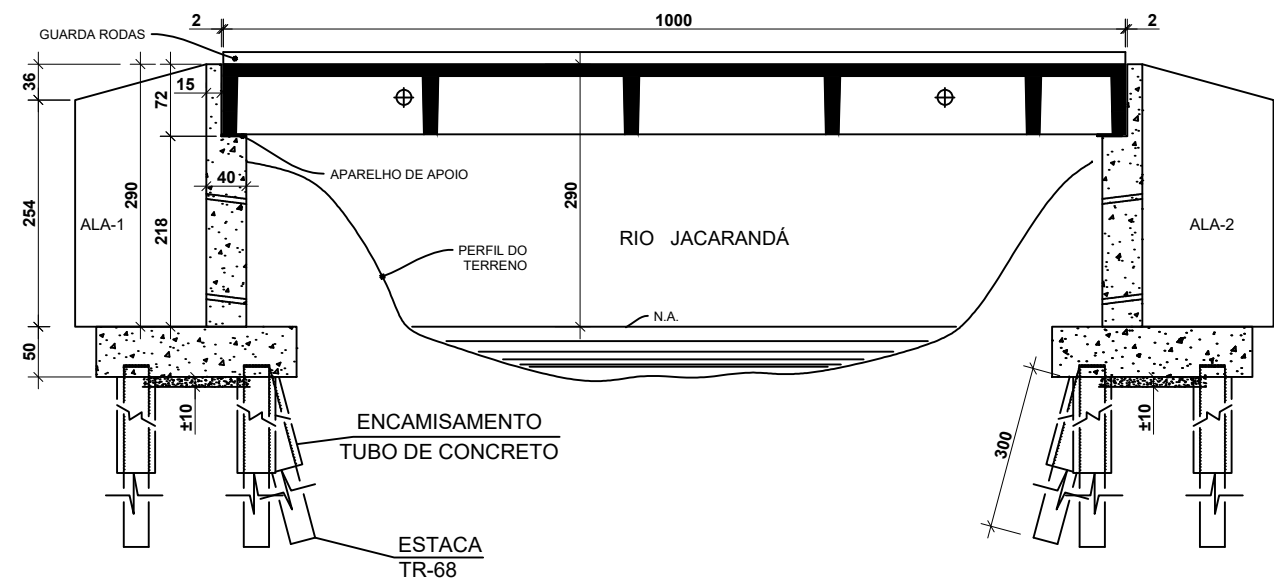 2
1000
2
GUARDA RODAS
36
15
72
290
254
218
40
50
APARELHO DE APOIO
290
ALA-1
RIO JACARANDÁ
ALA-2
PERFIL DO
TERRENO
N.A.
±10
±10
300
ENCAMISAMENTO
TUBO DE CONCRETO
ESTACA
TR-68